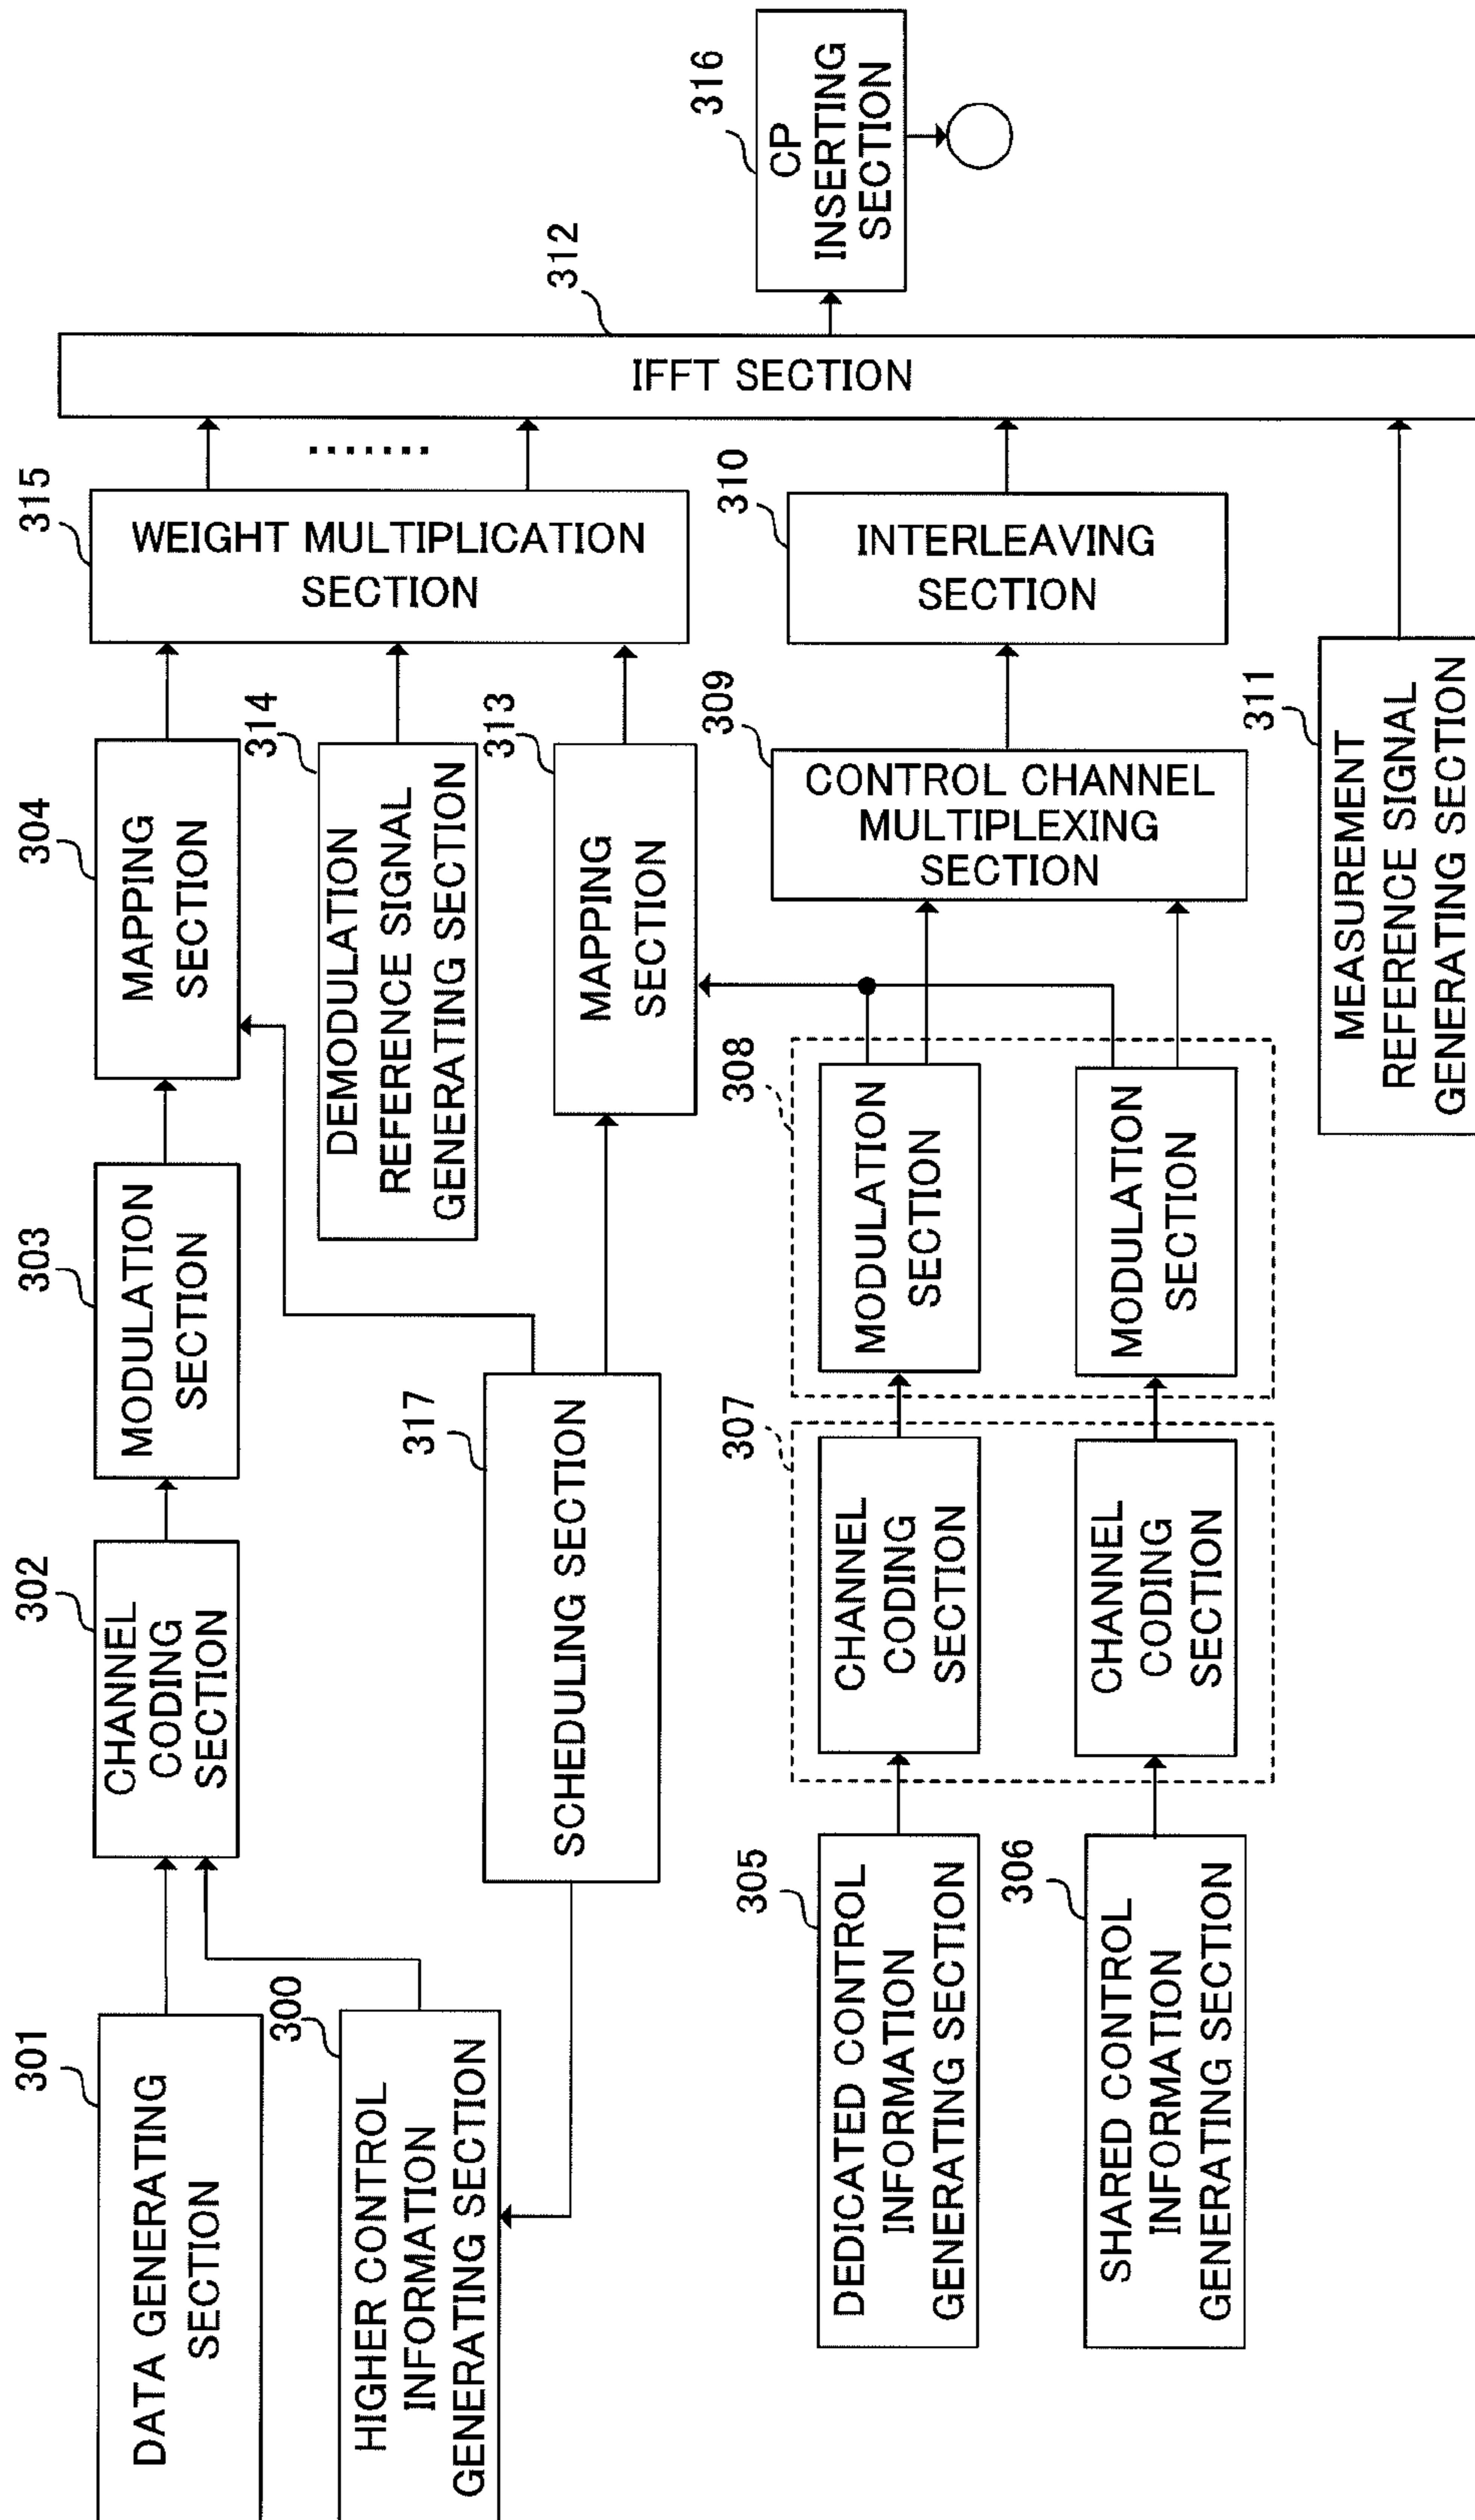 301
DATA GENERATING
SECTION
302
CHANNEL
CODING
SECTION
303
MODULATION
SECTION
304
MAPPING
SECTION
315
WEIGHT MULTIPLICATION
SECTION
300
HIGHER CONTROL
INFORMATION
GENERATING SECTION
317
SCHEDULING SECTION
314
DEMODULATION
REFERENCE SIGNAL
GENERATING SECTION
313
MAPPING
SECTION
312
IFFT SECTION
316
CP
INSERTING
SECTION
305
DEDICATED CONTROL
INFORMATION
GENERATING SECTION
306
SHARED CONTROL
INFORMATION
GENERATING SECTION
307
CHANNEL
CODING
SECTION
CHANNEL
CODING
SECTION
308
MODULATION
SECTION
MODULATION
SECTION
309
CONTROL CHANNEL
MULTIPLEXING
SECTION
310
INTERLEAVING
SECTION
311
MEASUREMENT
REFERENCE SIGNAL
GENERATING SECTION